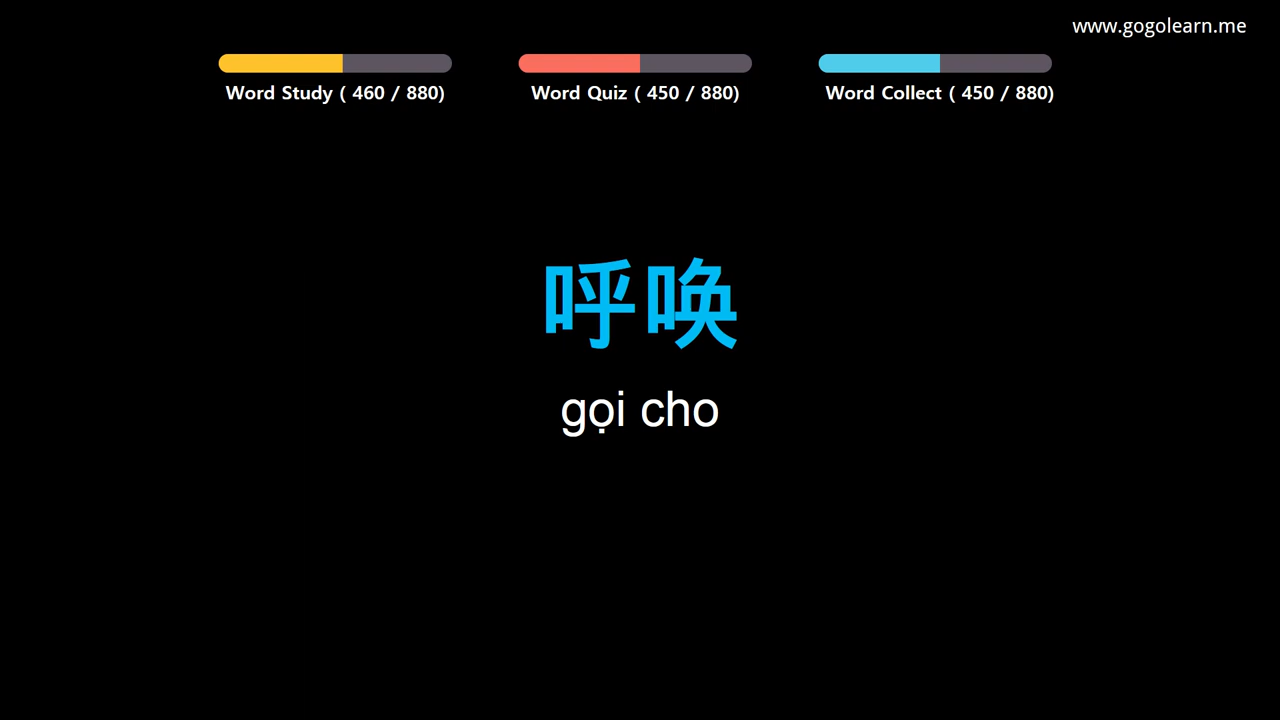 www.gogolearn.me
Word Study ( 460 / 880)
Word Quiz ( 450 / 880)
Word Collect ( 450 / 880)
呼唤
gọi cho